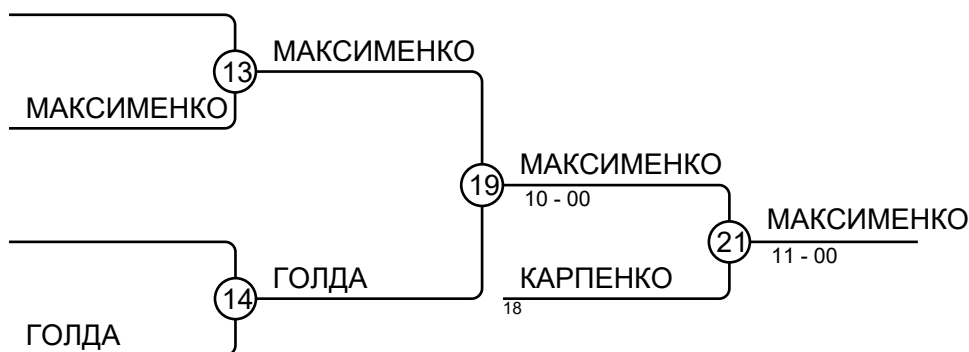 МАКСИМЕНКО
13
МАКСИМЕНКО
МАКСИМЕНКО
19
10 - 00
МАКСИМЕНКО
21
11 - 00
ГОЛДА
КАРПЕНКО
14
18
ГОЛДА